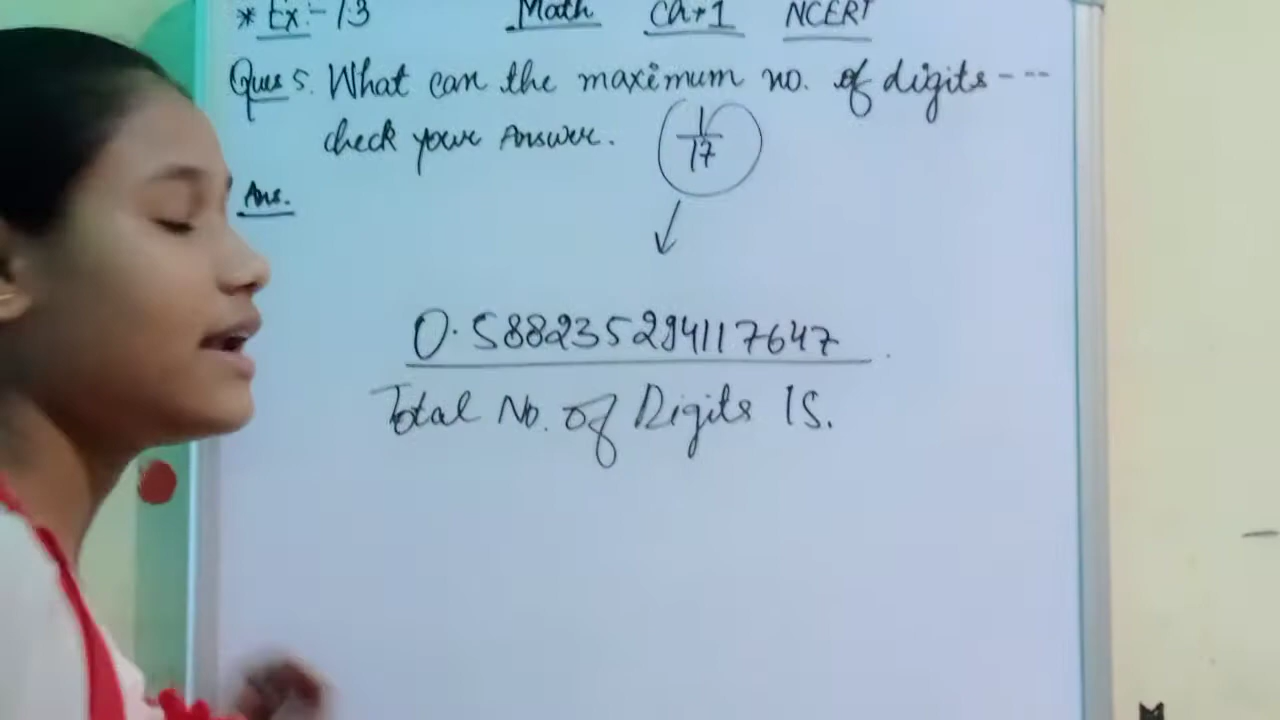 * Ex:- 1.3 Math Ch-1 NCERT
Ques 5. What can the maximum no. of digits ---
check your Answer. 1/17
Ans.
0.588235294117647
Total No. of Digits IS.